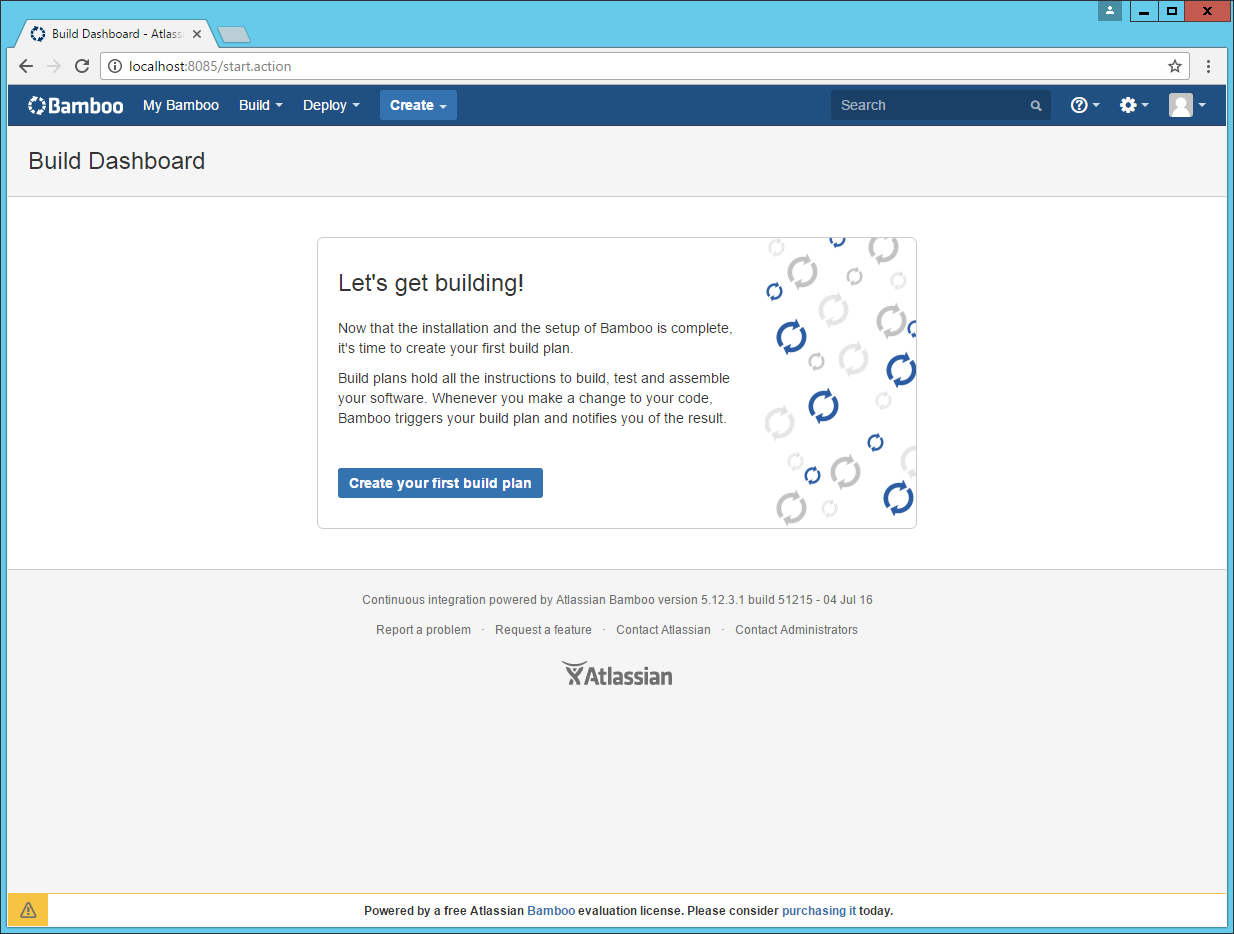 Build Dashboard - Atlass
localhost:8085/start.action
Bamboo My Bamboo Build Deploy Create Search
Build Dashboard
Let's get building!
Now that the installation and the setup of Bamboo is complete,
it's time to create your first build plan.
Build plans hold all the instructions to build, test and assemble
your software. Whenever you make a change to your code,
Bamboo triggers your build plan and notifies you of the result.
Create your first build plan
Continuous integration powered by Atlassian Bamboo version 5.12.3.1 build 51215 - 04 Jul 16
Report a problem · Request a feature · Contact Atlassian · Contact Administrators
Atlassian
Powered by a free Atlassian Bamboo evaluation license. Please consider purchasing it today.